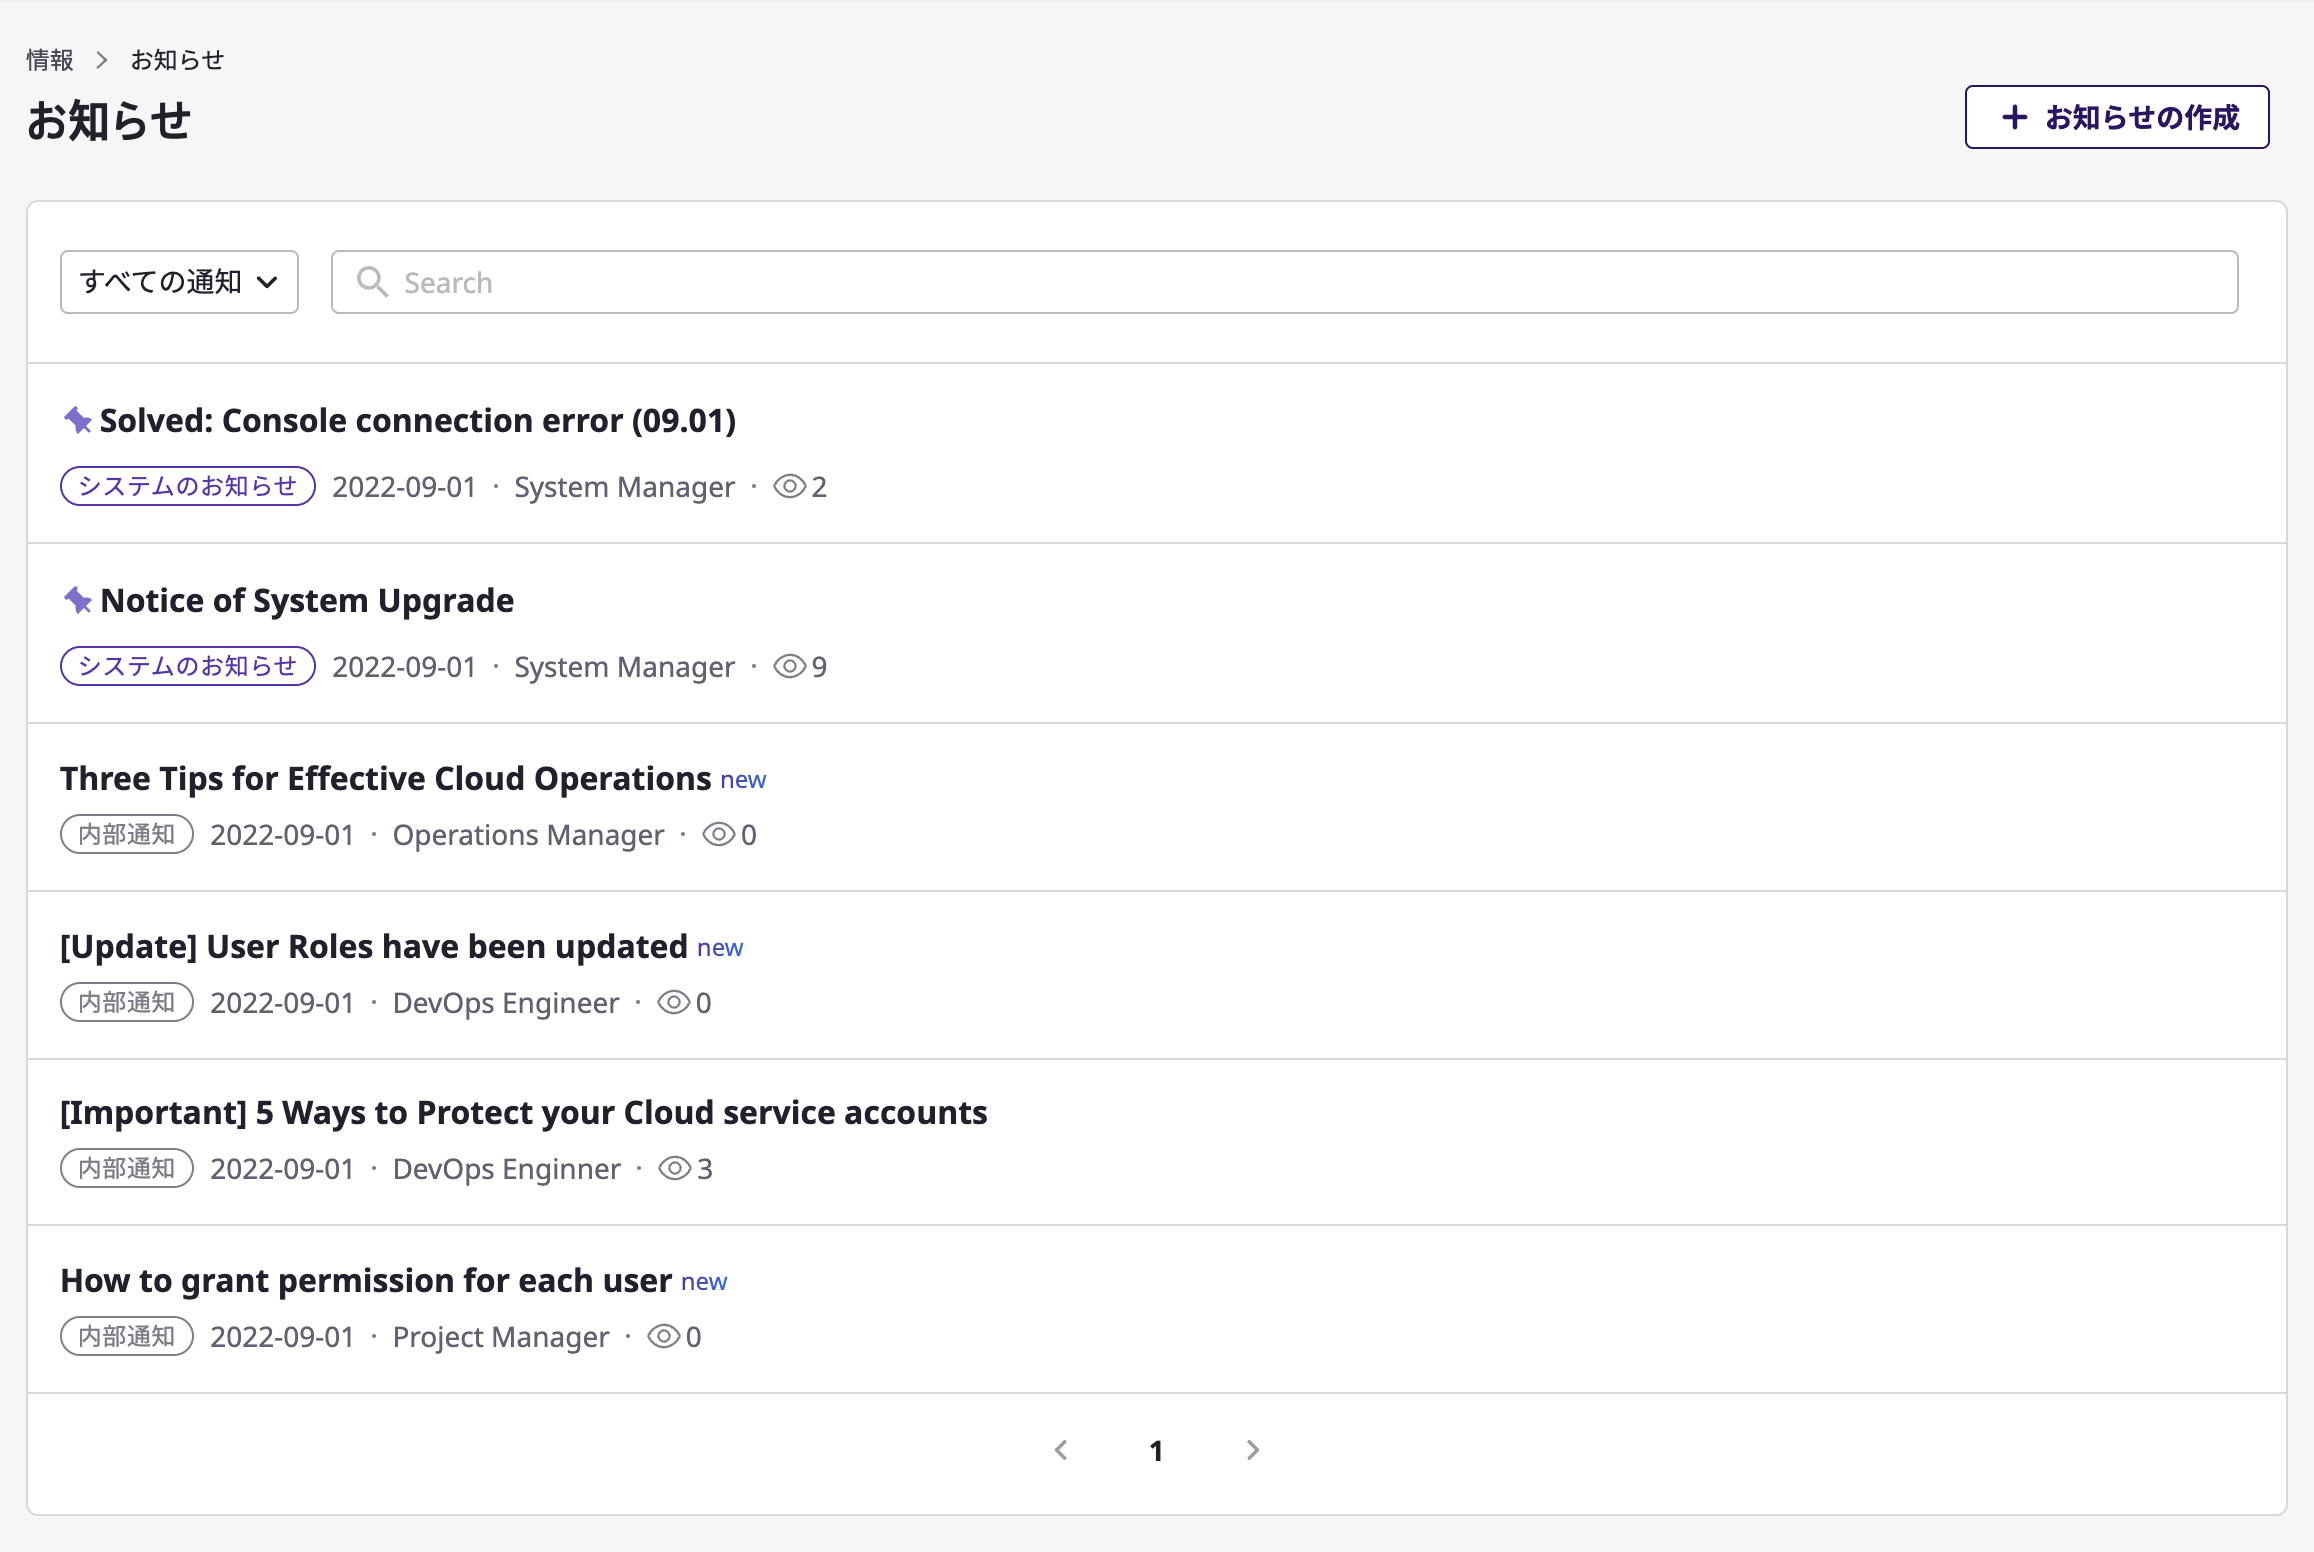 情報 > お知らせ
お知らせ
+ お知らせの作成
すべての通知
Search
Solved: Console connection error (09.01)
システムのお知らせ 2022-09-01 · System Manager · 2
Notice of System Upgrade
システムのお知らせ 2022-09-01 · System Manager · 9
Three Tips for Effective Cloud Operations new
内部通知 2022-09-01 · Operations Manager · 0
[Update] User Roles have been updated new
内部通知 2022-09-01 · DevOps Engineer · 0
[Important] 5 Ways to Protect your Cloud service accounts
内部通知 2022-09-01 · DevOps Enginner · 3
How to grant permission for each user new
内部通知 2022-09-01 · Project Manager · 0
< 1 >